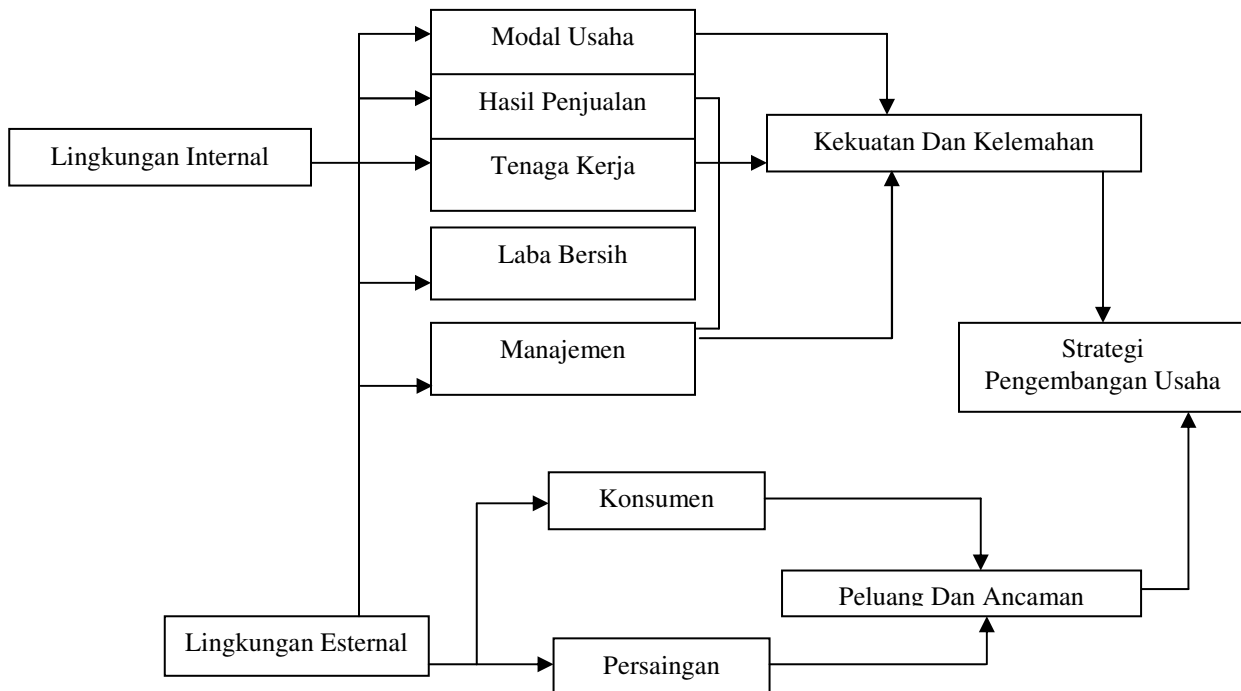 Modal Usaha
Hasil Penjualan
Lingkungan Internal
Tenaga Kerja
Kekuatan Dan Kelemahan
Laba Bersih
Manajemen
Strategi
Pengembangan Usaha
Konsumen
Peluang Dan Ancaman
Lingkungan Esternal
Persaingan